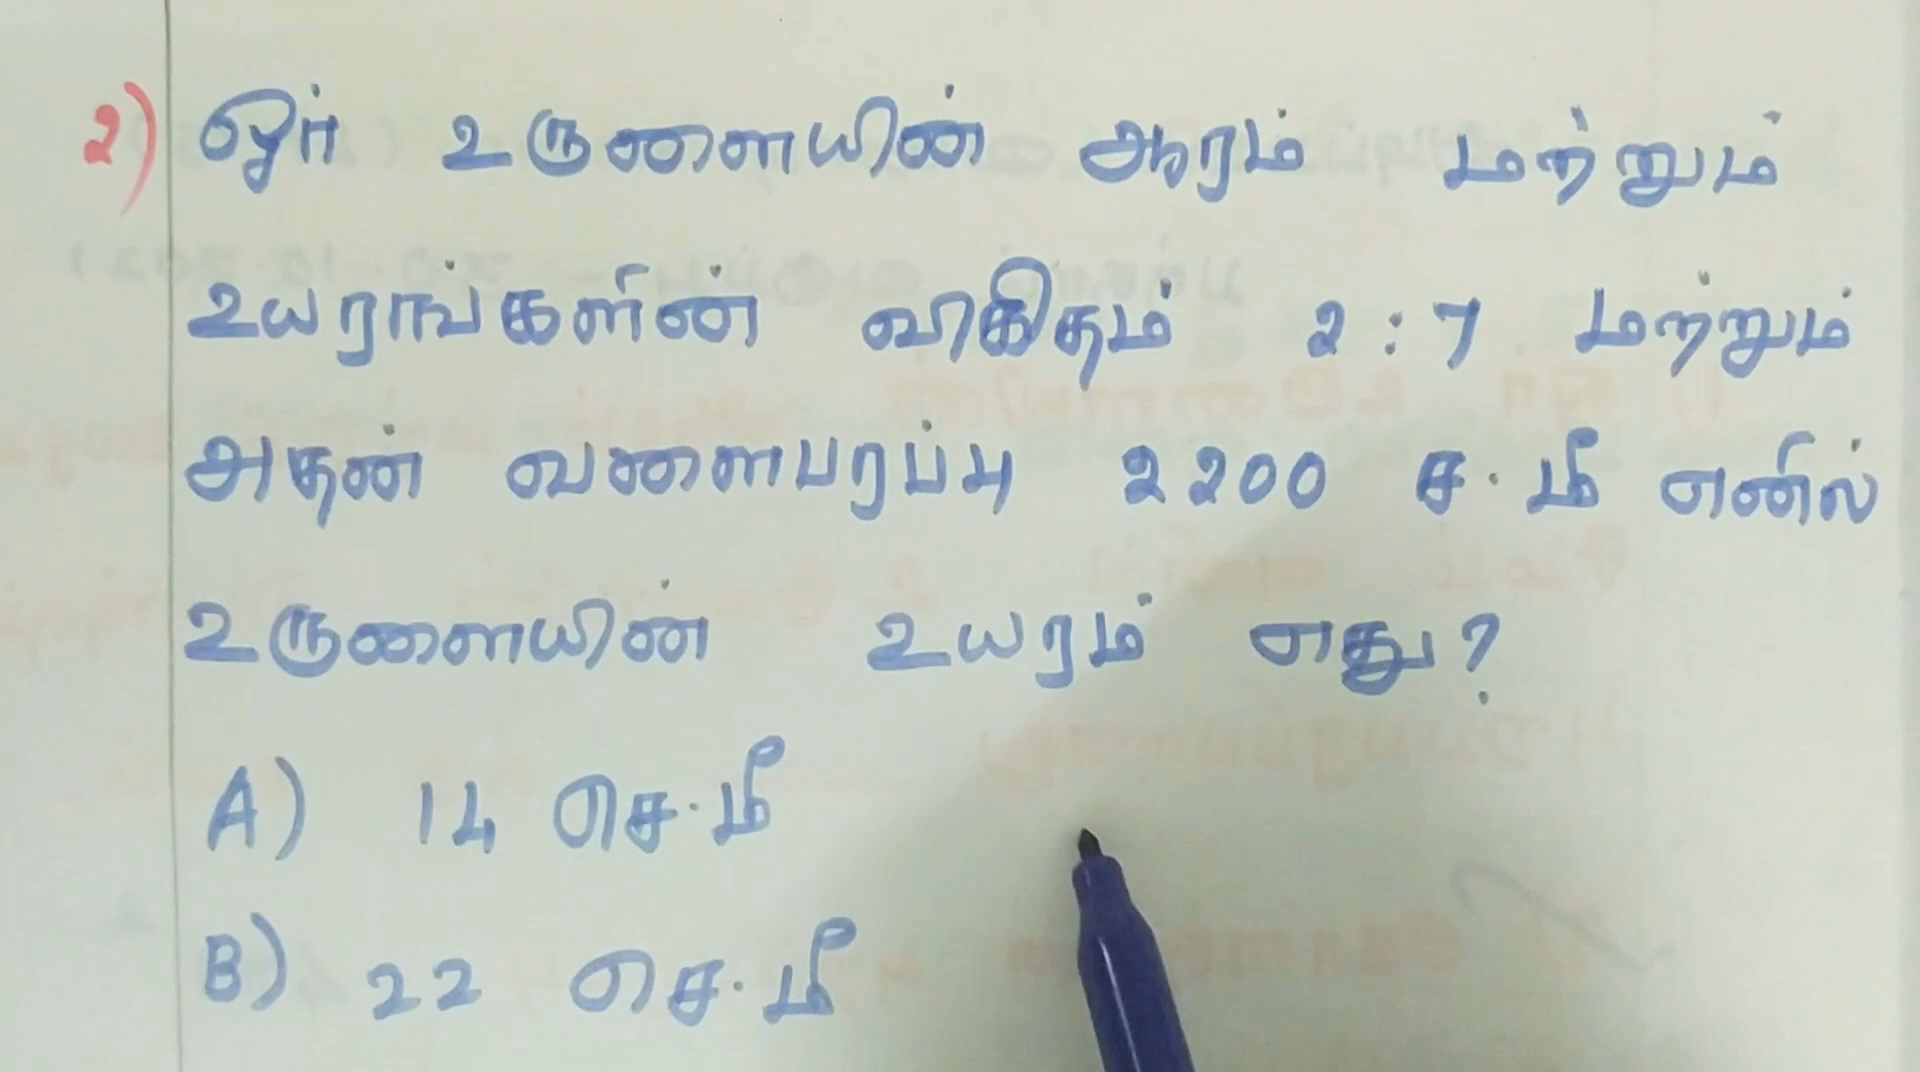 2) ஓர் உருளையின் ஆரம் மற்றும்
உயரங்களின் விகிதம் 2:7 மற்றும்
அதன் வளைபரப்பு 2200 ச.மீ எனில்
உருளையின் உயரம் எது?
A) 14 செ.மீ
B) 22 செ.மீ